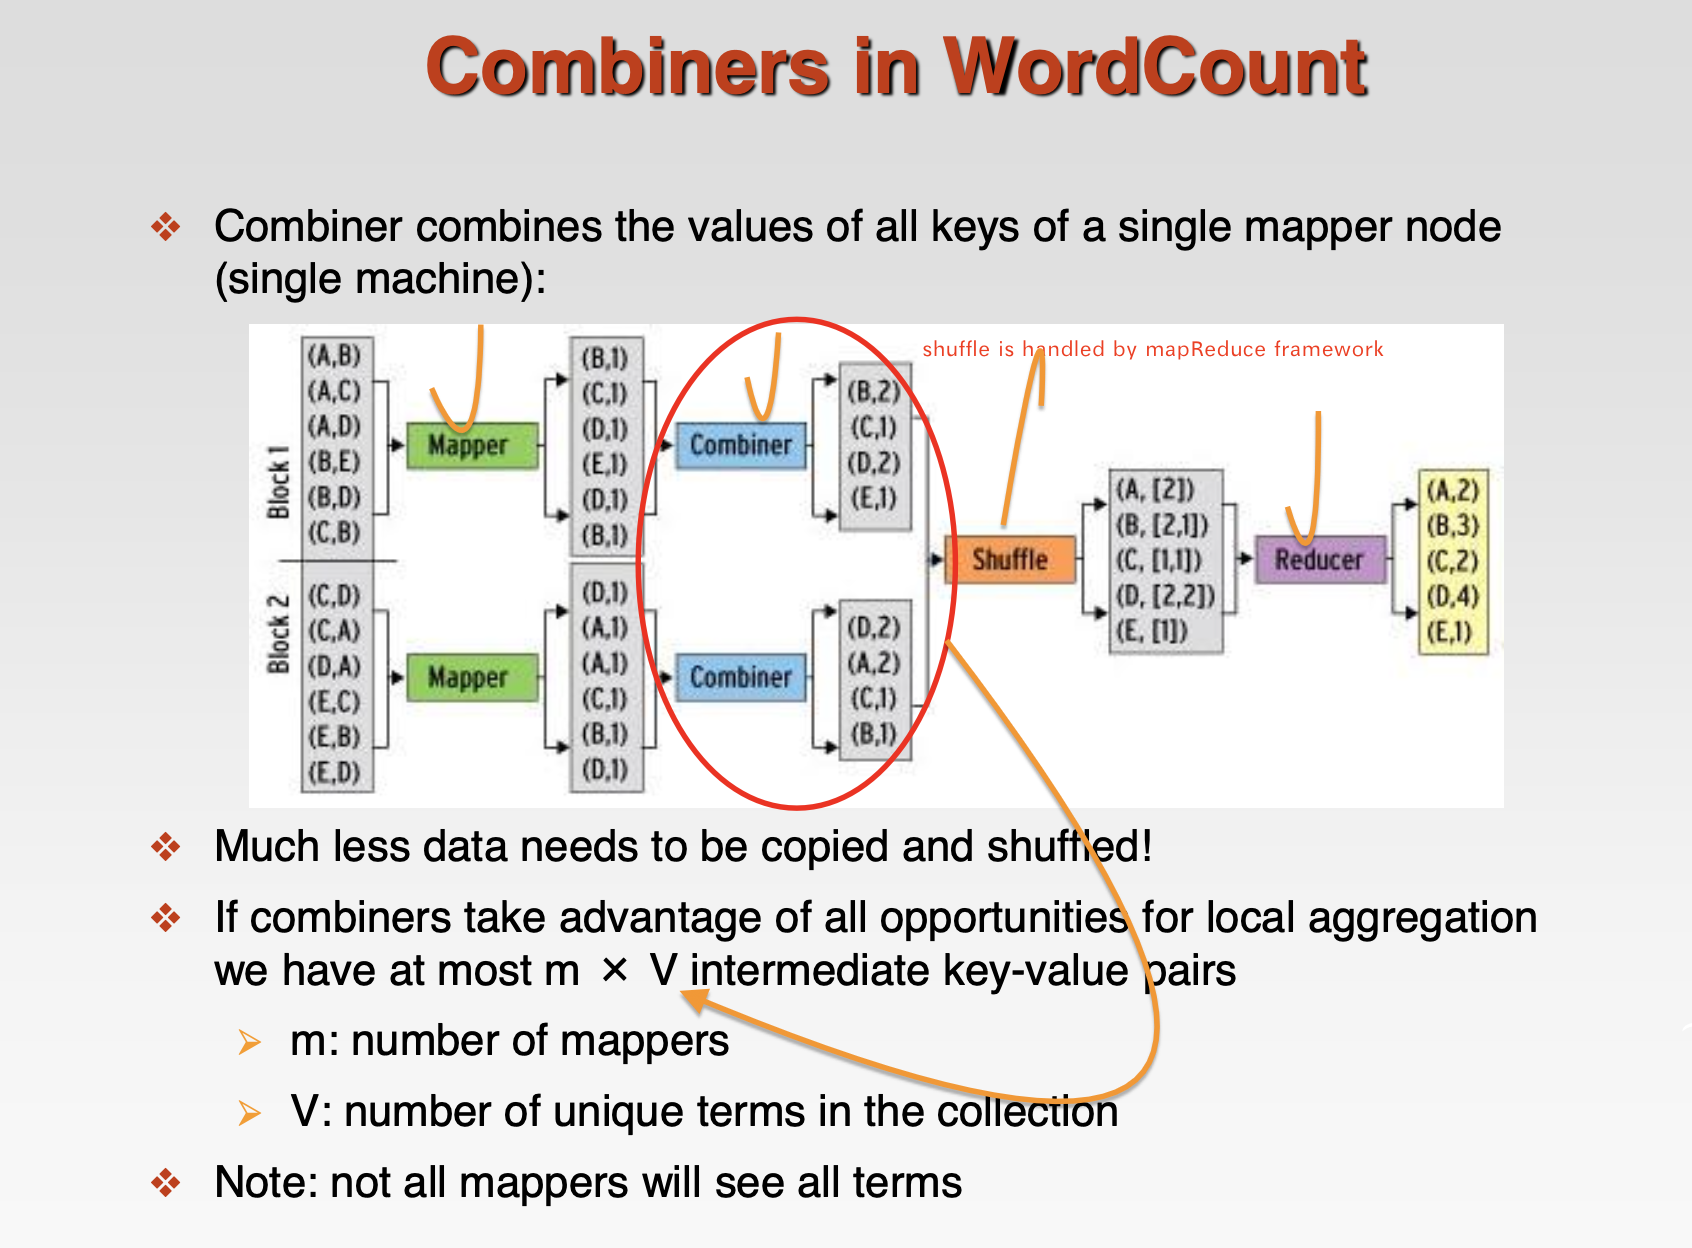 Combiners in WordCount
Combiner combines the values of all keys of a single mapper node
(single machine):
shuffle is handled by mapReduce framework
Block 1
(A,B)
(A,C)
(A,D)
(B,E)
(B,D)
(C,B)
Mapper
(B,1)
(C,1)
(D,1)
(E,1)
(D,1)
(B,1)
Combiner
(B,2)
(C,1)
(D,2)
(E,1)
Block 2
(C,D)
(C,A)
(D,A)
(E,C)
(E,B)
(E,D)
Mapper
(D,1)
(A,1)
(A,1)
(C,1)
(B,1)
(D,1)
Combiner
(D,2)
(A,2)
(C,1)
(B,1)
Shuffle
(A, [2])
(B, [2,1])
(C, [1,1])
(D, [2,2])
(E, [1])
Reducer
(A,2)
(B,3)
(C,2)
(D,4)
(E,1)
Much less data needs to be copied and shuffled!
If combiners take advantage of all opportunities for local aggregation
we have at most m × V intermediate key-value pairs
m: number of mappers
V: number of unique terms in the collection
Note: not all mappers will see all terms